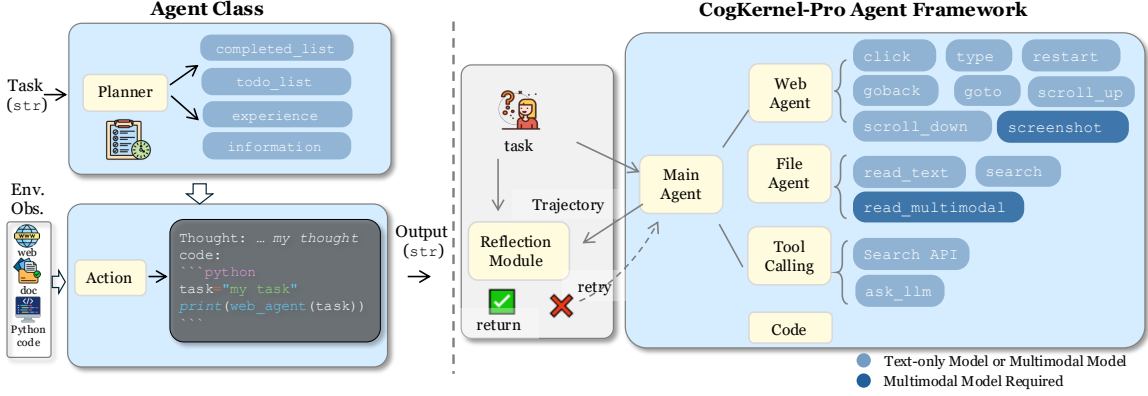 Agent Class
Task
(str)
Planner
completed_list
todo_list
experience
information
Env.
Obs.
web
doc
Python
code
Action
Thought: … my thought
code:
```python
task="my task"
print(web_agent(task))
```
Output
(str)
CogKernel-Pro Agent Framework
task
Trajectory
Reflection
Module
retry
return
Main
Agent
Web
Agent
click
type
restart
goback
goto
scroll_up
scroll_down
screenshot
File
Agent
read_text
search
read_multimodal
Tool
Calling
Search API
ask_llm
Code
Text-only Model or Multimodal Model
Multimodal Model Required